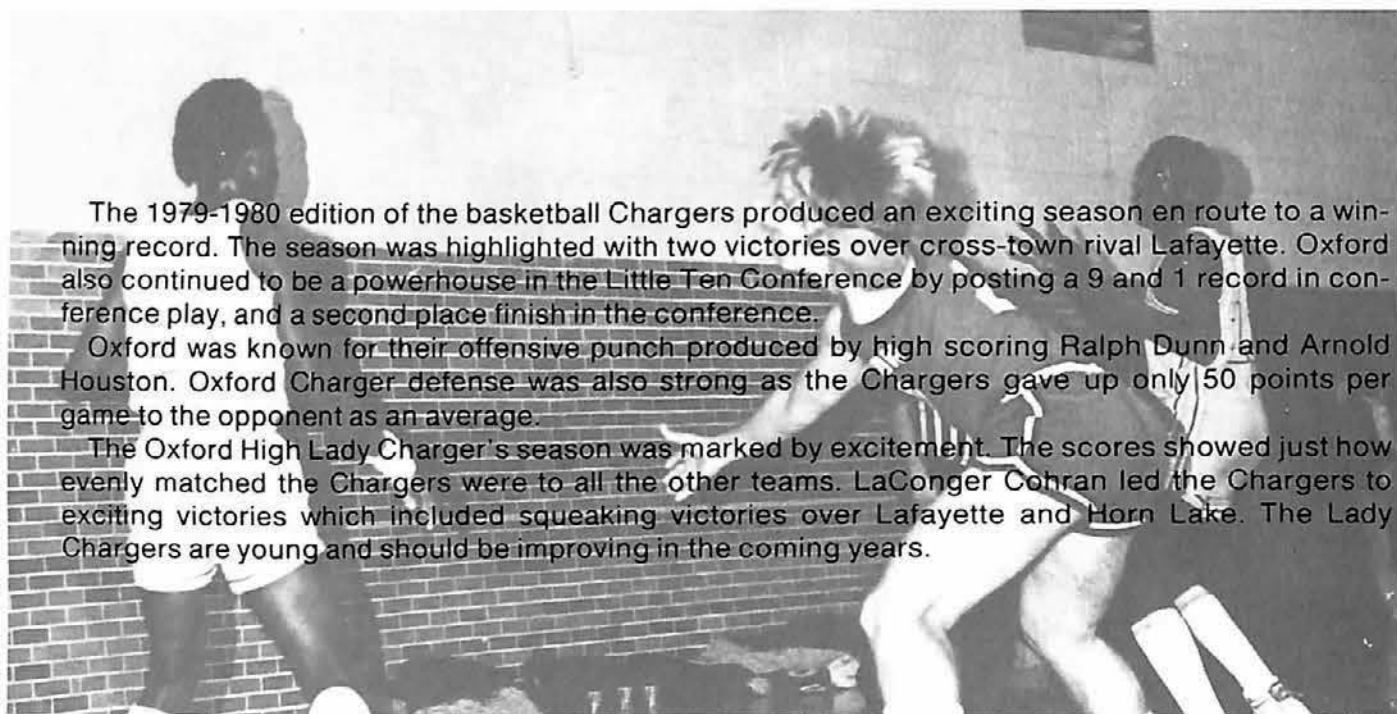 The 1979-1980 edition of the basketball Chargers produced an exciting season en route to a win-
ning record. The season was highlighted with two victories over cross-town rival Lafayette. Oxford
also continued to be a powerhouse in the Little Ten Conference by posting a 9 and 1 record in con-
ference play, and a second place finish in the conference.
Oxford was known for their offensive punch produced by high scoring Ralph Dunn and Arnold
Houston. Oxford Charger defense was also strong as the Chargers gave up only 50 points per
game to the opponent as an average.
The Oxford High Lady Charger's season was marked by excitement. The scores showed just how
evenly matched the Chargers were to all the other teams. LaConger Cohran led the Chargers to
exciting victories which included squeaking victories over Lafayette and Horn Lake. The Lady
Chargers are young and should be improving in the coming years.